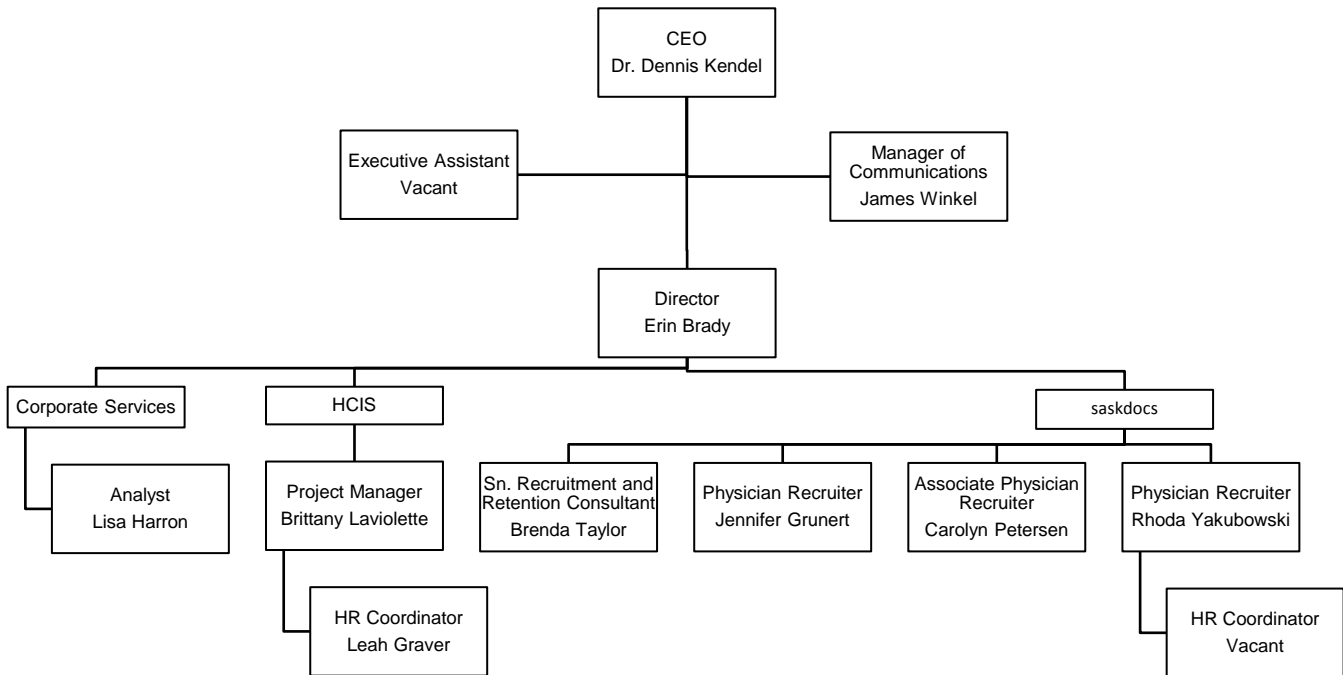 CEO
Dr. Dennis Kendel
Executive Assistant
Vacant
Manager of
Communications
James Winkel
Director
Erin Brady
Corporate Services
HCIS
saskdocs
Analyst
Lisa Harron
Project Manager
Brittany Laviolette
Sn. Recruitment and
Retention Consultant
Brenda Taylor
Physician Recruiter
Jennifer Grunert
Associate Physician
Recruiter
Carolyn Petersen
Physician Recruiter
Rhoda Yakubowski
HR Coordinator
Leah Graver
HR Coordinator
Vacant